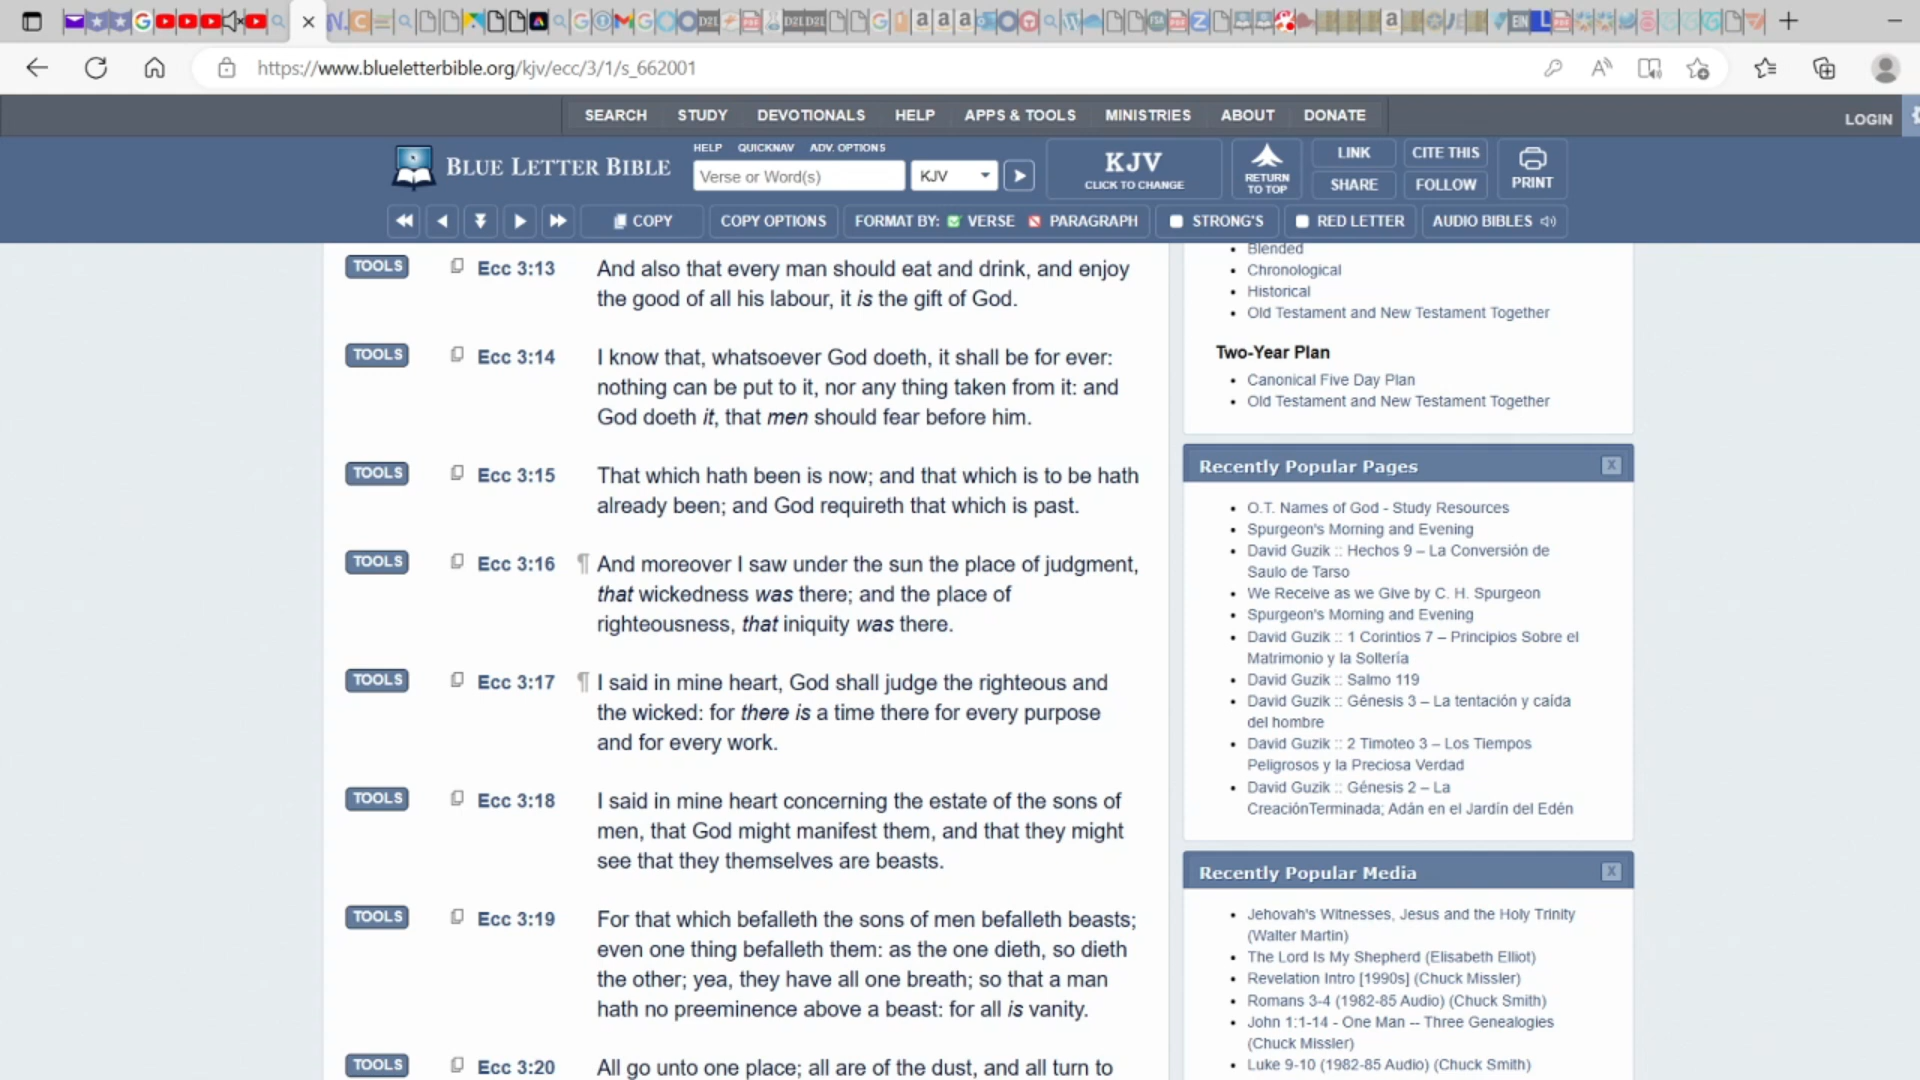 https://www.blueletterbible.org/kjv/ecc/3/1/s_662001
SEARCH STUDY DEVOTIONALS HELP APPS & TOOLS MINISTRIES ABOUT DONATE
LOGIN
BLUE LETTER BIBLE
HELP QUICKNAV ADV. OPTIONS
Verse or Word(s)
KJV
KJV
CLICK TO CHANGE
RETURN
TO TOP
LINK
CITE THIS
SHARE
FOLLOW
PRINT
COPY
COPY OPTIONS
FORMAT BY: VERSE PARAGRAPH
STRONG'S
RED LETTER
AUDIO BIBLES
TOOLS Ecc 3:13 And also that every man should eat and drink, and enjoy
the good of all his labour, it is the gift of God.
TOOLS Ecc 3:14 I know that, whatsoever God doeth, it shall be for ever:
nothing can be put to it, nor any thing taken from it: and
God doeth it, that men should fear before him.
TOOLS Ecc 3:15 That which hath been is now; and that which is to be hath
already been; and God requireth that which is past.
TOOLS Ecc 3:16 ¶ And moreover I saw under the sun the place of judgment,
that wickedness was there; and the place of
righteousness, that iniquity was there.
TOOLS Ecc 3:17 ¶ I said in mine heart, God shall judge the righteous and
the wicked: for there is a time there for every purpose
and for every work.
TOOLS Ecc 3:18 I said in mine heart concerning the estate of the sons of
men, that God might manifest them, and that they might
see that they themselves are beasts.
TOOLS Ecc 3:19 For that which befalleth the sons of men befalleth beasts;
even one thing befalleth them: as the one dieth, so dieth
the other; yea, they have all one breath; so that a man
hath no preeminence above a beast: for all is vanity.
TOOLS Ecc 3:20 All go unto one place; all are of the dust, and all turn to
Blended
Chronological
Historical
Old Testament and New Testament Together
Two-Year Plan
Canonical Five Day Plan
Old Testament and New Testament Together
Recently Popular Pages
O.T. Names of God - Study Resources
Spurgeon's Morning and Evening
David Guzik :: Hechos 9 – La Conversión de
Saulo de Tarso
We Receive as we Give by C. H. Spurgeon
Spurgeon's Morning and Evening
David Guzik :: 1 Corintios 7 – Principios Sobre el
Matrimonio y la Soltería
David Guzik :: Salmo 119
David Guzik :: Génesis 3 – La tentación y caída
del hombre
David Guzik :: 2 Timoteo 3 – Los Tiempos
Peligrosos y la Preciosa Verdad
David Guzik :: Génesis 2 – La
CreaciónTerminada; Adán en el Jardín del Edén
Recently Popular Media
Jehovah's Witnesses, Jesus and the Holy Trinity
(Walter Martin)
The Lord Is My Shepherd (Elisabeth Elliot)
Revelation Intro [1990s] (Chuck Missler)
Romans 3-4 (1982-85 Audio) (Chuck Smith)
John 1:1-14 - One Man -- Three Genealogies
(Chuck Missler)
Luke 9-10 (1982-85 Audio) (Chuck Smith)